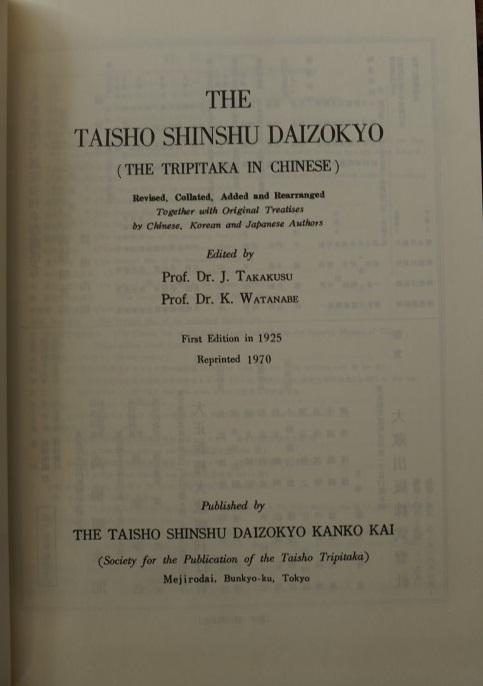 THE
TAISHO SHINSHU DAIZOKYO
( THE TRIPITAKA IN CHINESE )
Revised, Collated, Added and Rearranged
Together with Original Treatises
by Chinese, Korean and Japanese Authors
Edited by
Prof. Dr. J. TAKAKUSU
Prof. Dr. K. WATANABE
First Edition in 1925
Reprinted 1970
Published by
THE TAISHO SHINSHU DAIZOKYO KANKO KAI
(Society for the Publication of the Taisho Tripitaka)
Mejirodai, Bunkyo-ku, Tokyo